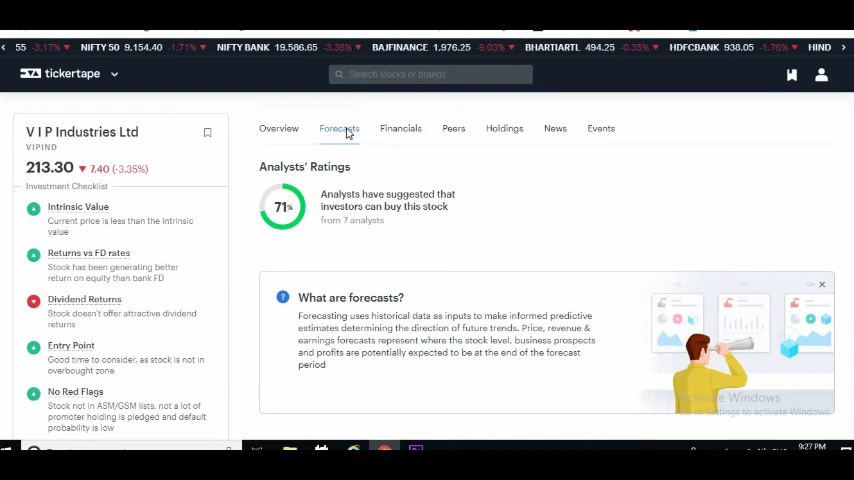 55 -3.17% ▼ NIFTY 50 9,154.40 -1.71% ▼ NIFTY BANK 19,586.65 -3.36% ▼ BAJFINANCE 1,976.25 -9.03% ▼ BHARTIARTL 494.25 -0.35% ▼ HDFCBANK 938.05 -1.76% ▼ HIND
tickertape
Search stocks or brands
V I P Industries Ltd
VIPIND
213.30 ▼ 7.40 (-3.35%)
Investment Checklist
Intrinsic Value
Current price is less than the intrinsic
value
Returns vs FD rates
Stock has been generating better
return on equity than bank FD
Dividend Returns
Stock doesn't offer attractive dividend
returns
Entry Point
Good time to consider, as stock is not in
overbought zone
No Red Flags
Stock not in ASM/GSM lists, not a lot of
promoter holding is pledged and default
probability is low
Overview Forecasts Financials Peers Holdings News Events
Analysts' Ratings
71%
Analysts have suggested that
investors can buy this stock
from 7 analysts
? What are forecasts?
Forecasting uses historical data as inputs to make informed predictive
estimates determining the direction of future trends. Price, revenue &
earnings forecasts represent where the stock level, business prospects
and profits are potentially expected to be at the end of the forecast
period
Activate Windows
Go to Settings to activate Windows.
9:27 PM